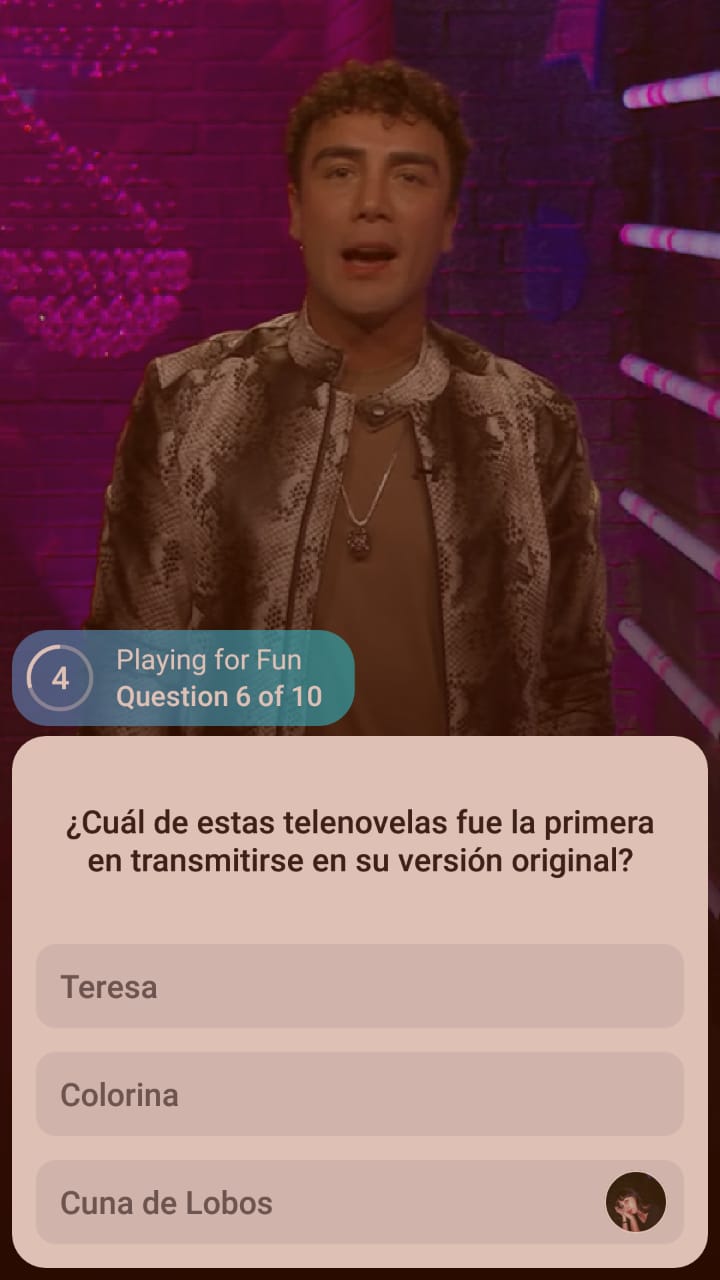 4
Playing for Fun
Question 6 of 10
¿Cuál de estas telenovelas fue la primera
en transmitirse en su versión original?
Teresa
Colorina
Cuna de Lobos